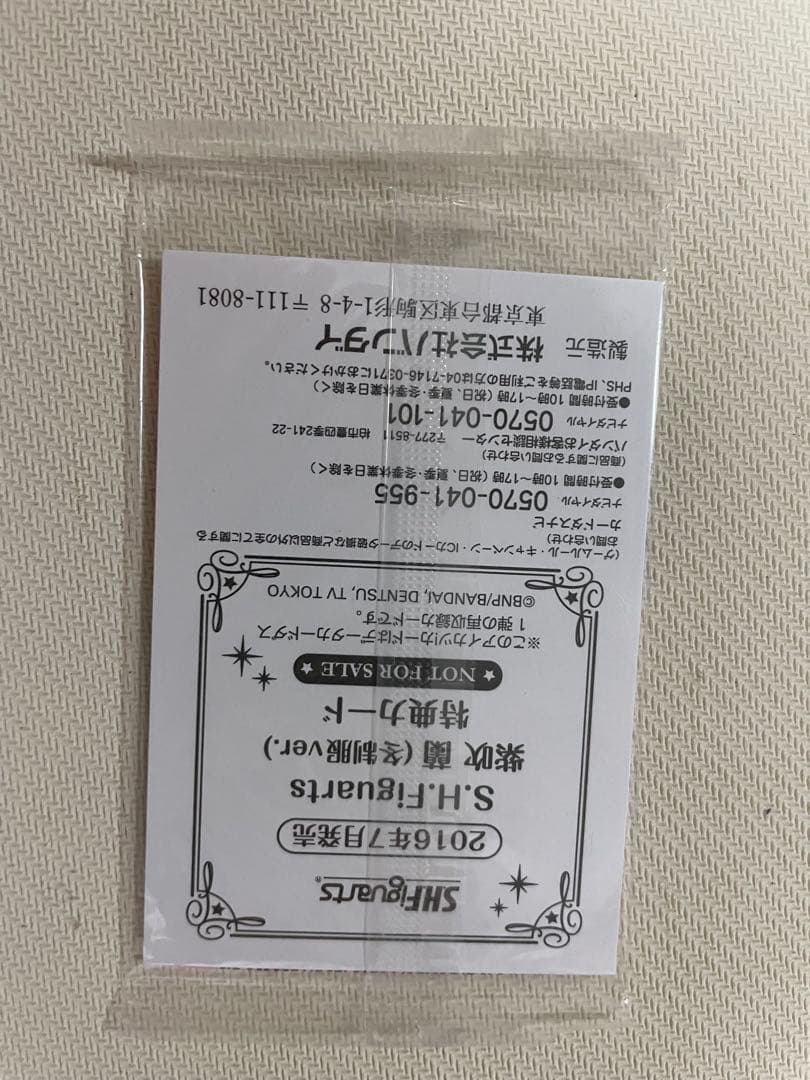 S.H.Figuarts®
2016年7月発売
S.H.Figuarts
紫吹 蘭 (冬制服ver.)
特典カード
★ NOT FOR SALE ★
※このアイカツ!カードはデータカードダス
1弾の再収録カードです。
©BNP/BANDAI, DENTSU, TV TOKYO
(ゲームルール・キャンペーン・ICカードのデータ破損など商品以外の全てに関する
お問い合わせ)
カードダスナビ
ナビダイヤル 0570-041-955
●受付時間 10時〜17時 (祝日、夏季・冬季休業日を除く)
(商品に関するお問い合わせ)
バンダイお客様相談センター 〒277-8511 柏市豊四季241-22
ナビダイヤル 0570-041-101
●受付時間 10時〜17時 (祝日、夏季・冬季休業日を除く)
PHS、IP電話等をご利用の方は04-7146-0371におかけください。
製造元 株式会社バンダイ
東京都台東区駒形1-4-8 〒111-8081